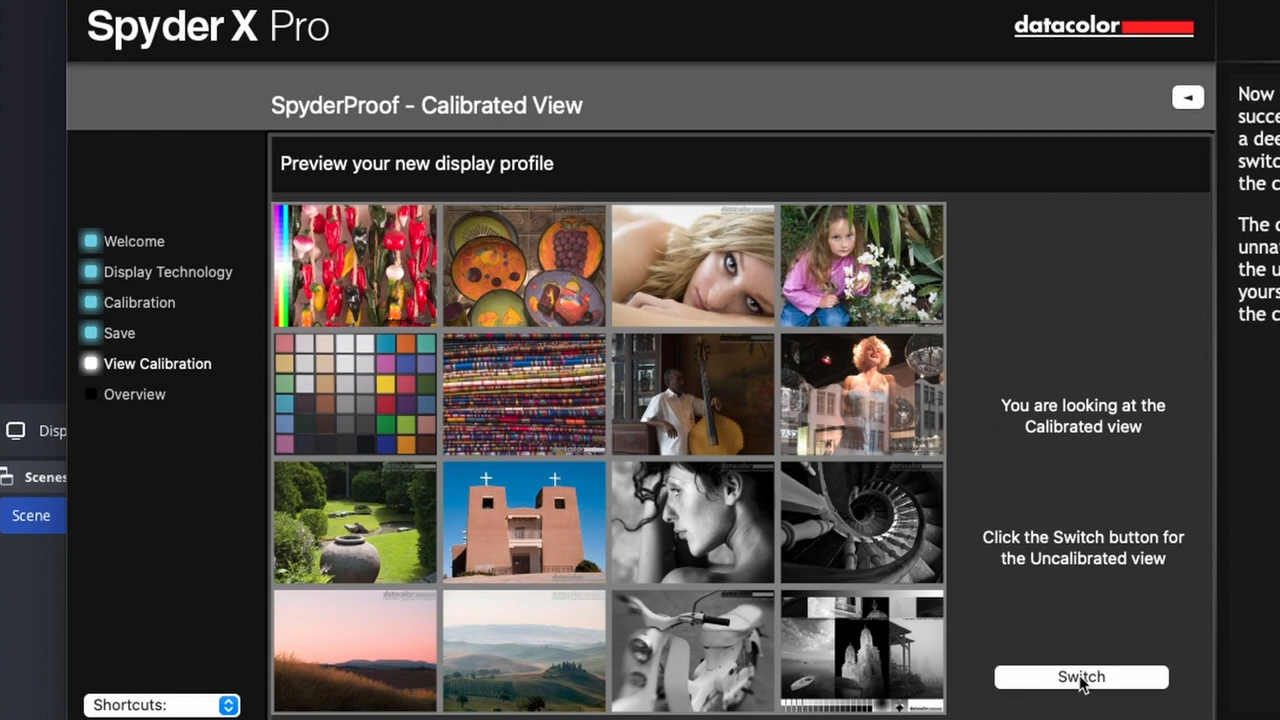 Spyder X Pro
datacolor
SpyderProof - Calibrated View
Preview your new display profile
Welcome
Display Technology
Calibration
Save
View Calibration
Overview
Shortcuts:
You are looking at the
Calibrated view
Click the Switch button for
the Uncalibrated view
Switch
Disp
Scenes
Scene
Now
succe
a dee
switc
the c
The c
unna
the u
yours
the c